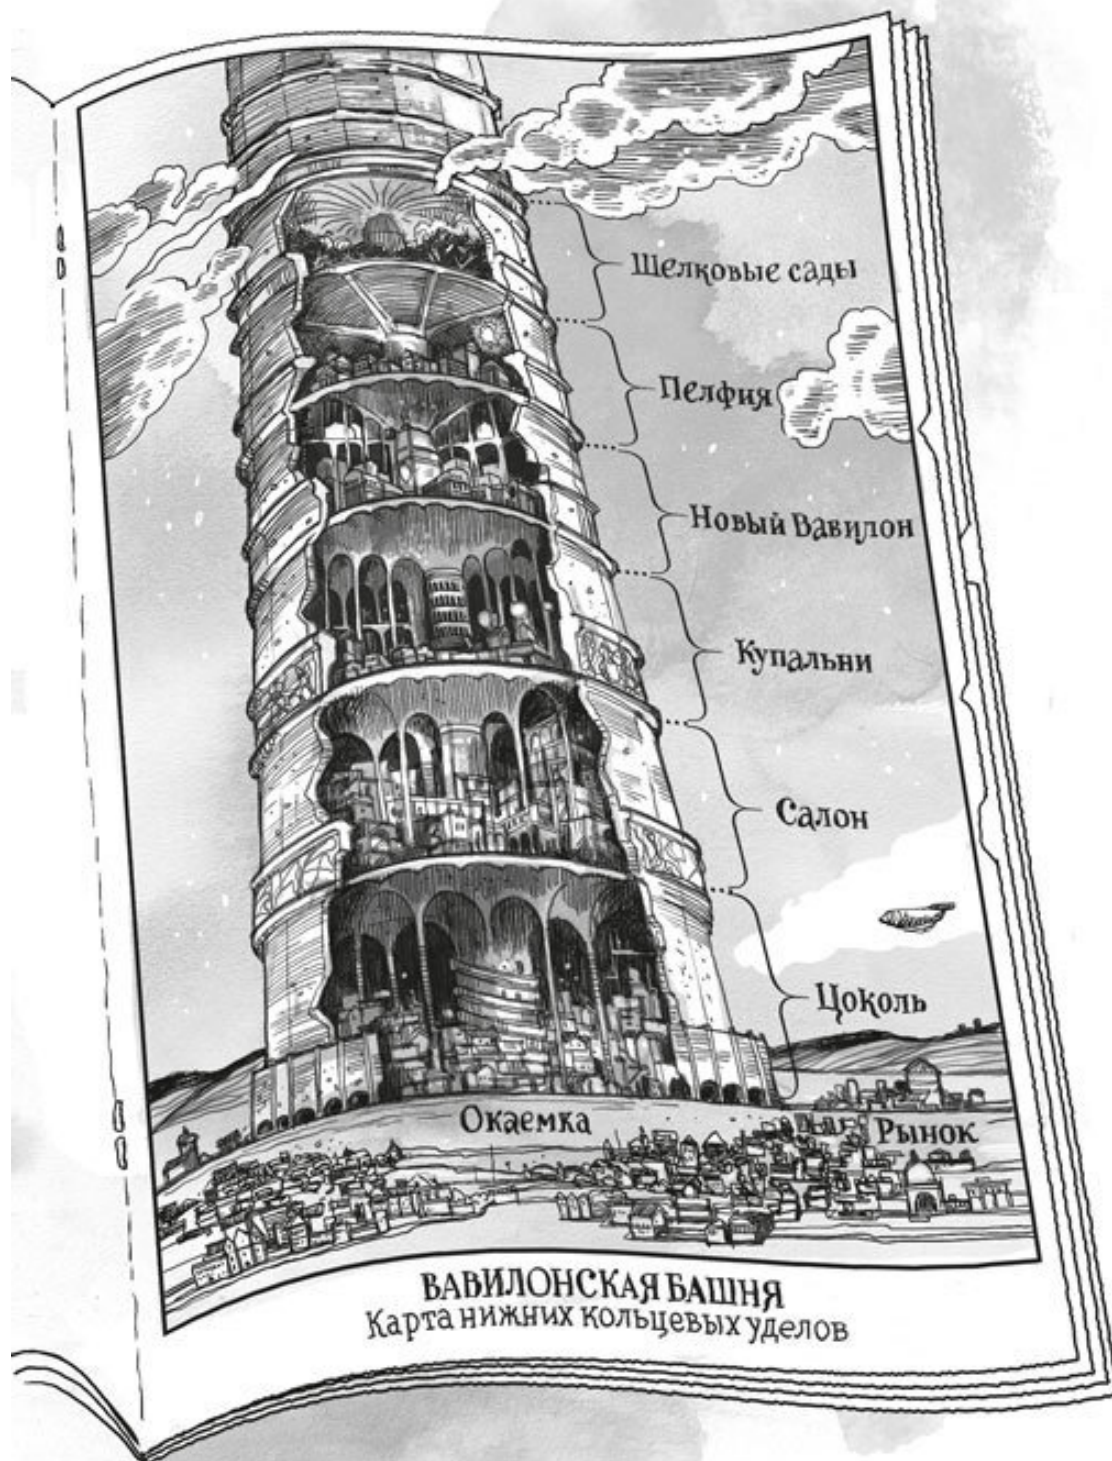 Шелковые сады
Пелфия
Новый Вавилон
Купальни
Салон
Цоколь
Окаемка
Рынок
ВАВИЛОНСКАЯ БАШНЯ
Карта нижних кольцевых уделов